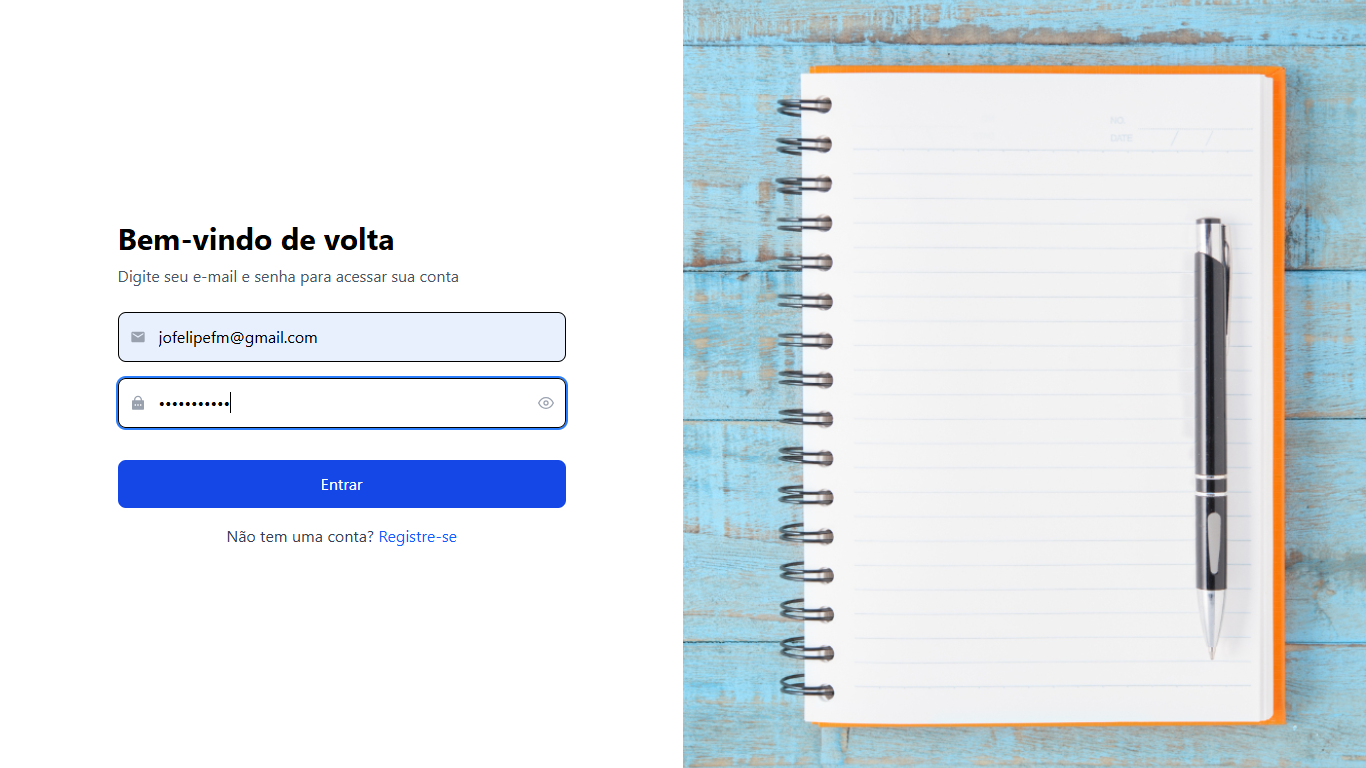 Bem-vindo de volta
Digite seu e-mail e senha para acessar sua conta
jofelipefm@gmail.com
•••••••••••
Entrar
Não tem uma conta? Registre-se
NO.
DATE